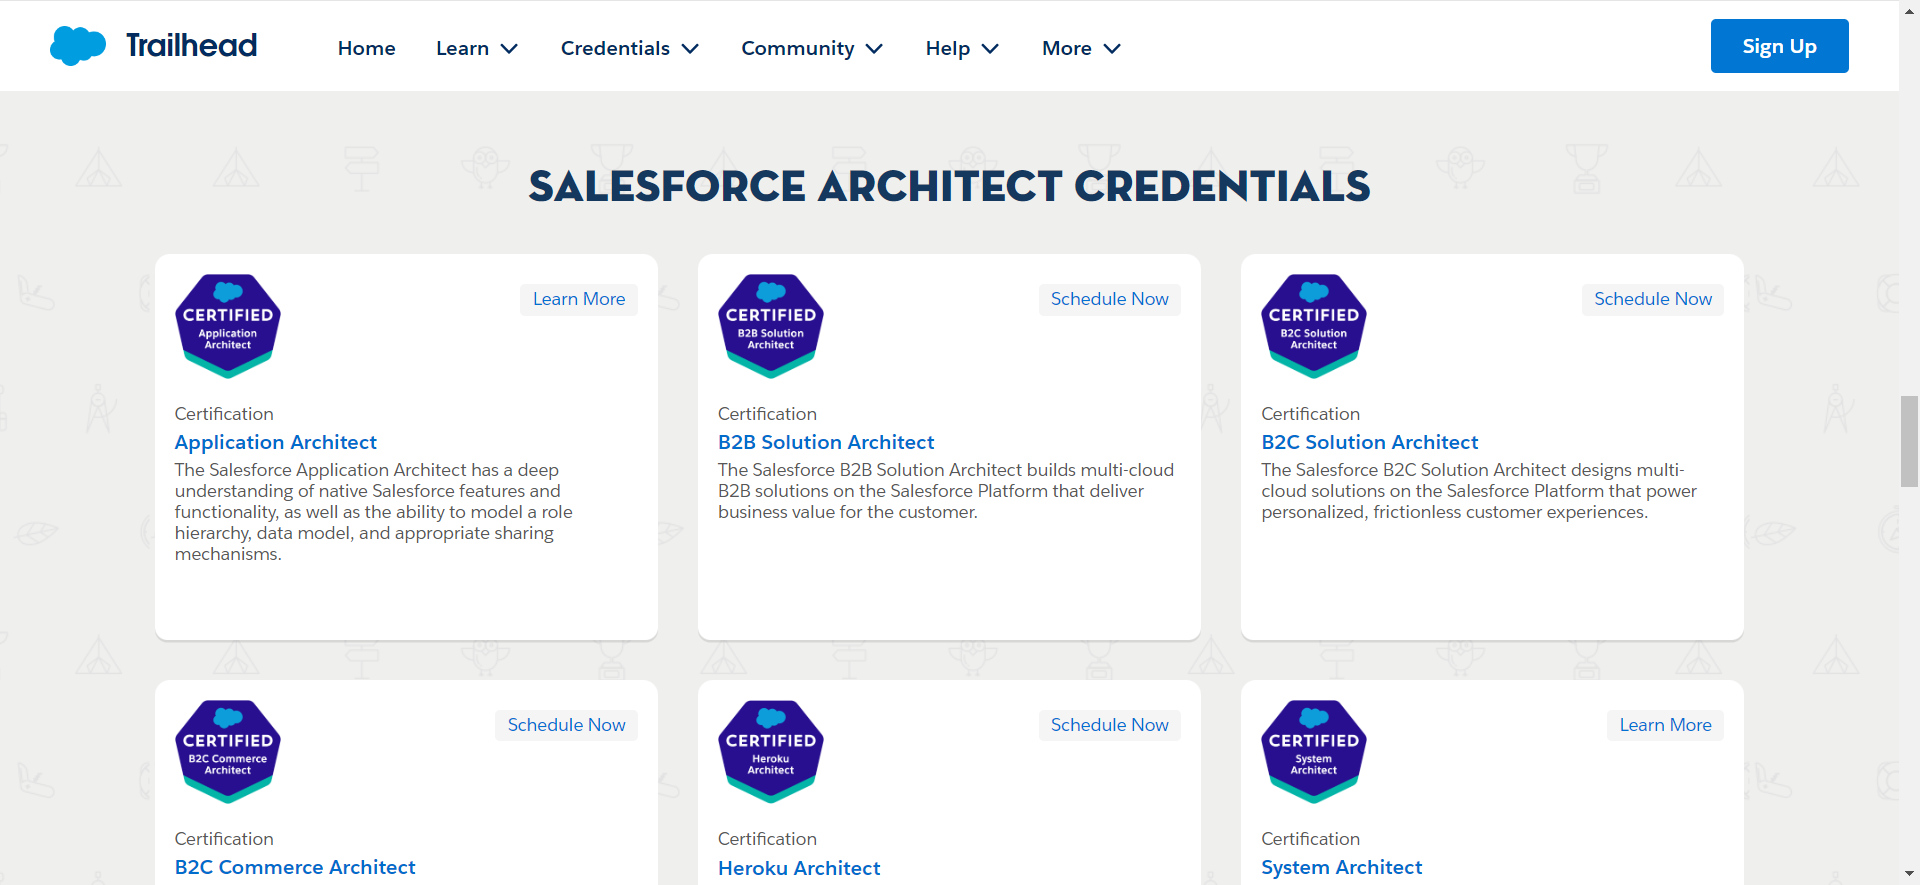 Trailhead
Home
Learn
Credentials
Community
Help
More
Sign Up
SALESFORCE ARCHITECT CREDENTIALS
CERTIFIED
Application
Architect
Learn More
Certification
Application Architect
The Salesforce Application Architect has a deep
understanding of native Salesforce features and
functionality, as well as the ability to model a role
hierarchy, data model, and appropriate sharing
mechanisms.
CERTIFIED
B2B Solution
Architect
Schedule Now
Certification
B2B Solution Architect
The Salesforce B2B Solution Architect builds multi-cloud
B2B solutions on the Salesforce Platform that deliver
business value for the customer.
CERTIFIED
B2C Solution
Architect
Schedule Now
Certification
B2C Solution Architect
The Salesforce B2C Solution Architect designs multi-
cloud solutions on the Salesforce Platform that power
personalized, frictionless customer experiences.
CERTIFIED
B2C Commerce
Architect
Schedule Now
Certification
B2C Commerce Architect
CERTIFIED
Heroku
Architect
Schedule Now
Certification
Heroku Architect
CERTIFIED
System
Architect
Learn More
Certification
System Architect